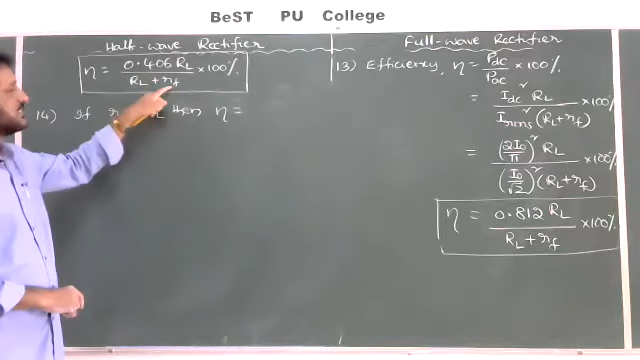 BeST PU College
Half-wave Rectifier
η = 0.406 RL / RL + rf × 100%
14) If r L then η =
Full-wave Rectifier
13) Efficiency, η = Pdc / Pac × 100%
= Idc² RL / Irms² (RL + rf) × 100%
= (2I0/π)² RL / (I0/√2)² (RL + rf) × 100%
η = 0.812 RL / RL + rf × 100%